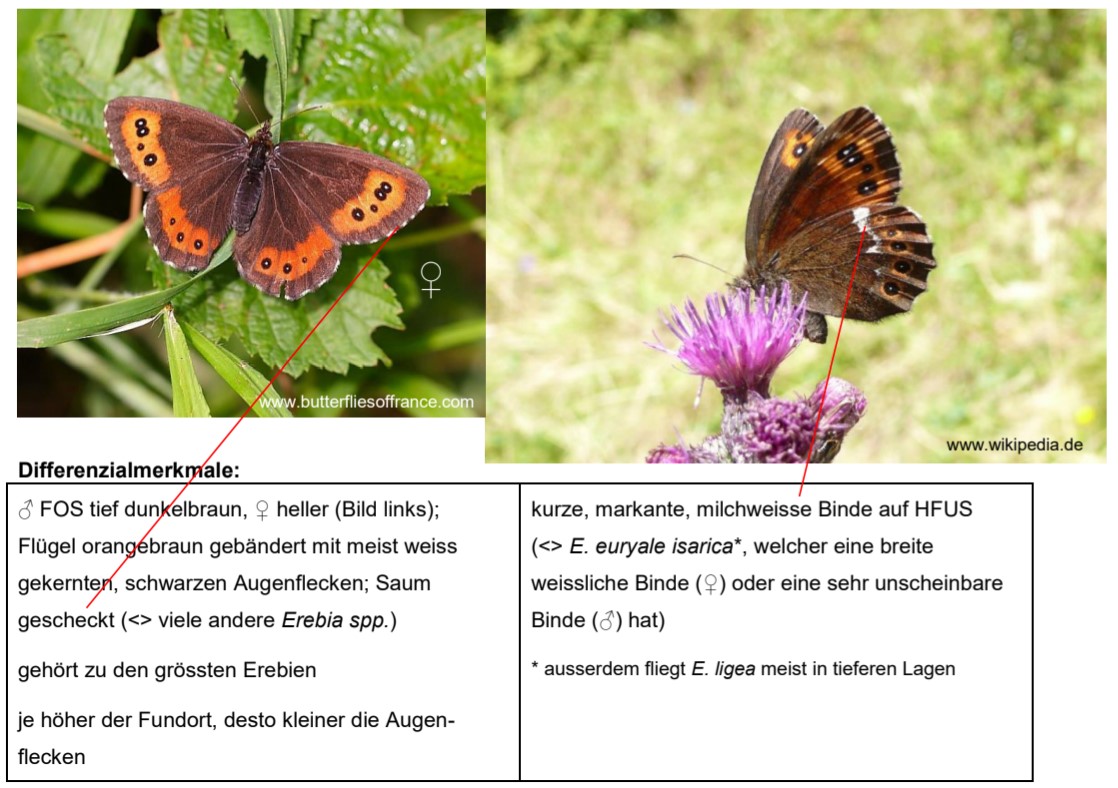 ♀
www.butterfliesoffrance.com
www.wikipedia.de
Differenzialmerkmale:
♂ FOS tief dunkelbraun, ♀ heller (Bild links);
Flügel orangebraun gebändert mit meist weiss
gekernten, schwarzen Augenflecken; Saum
gescheckt (<> viele andere Erebia spp.)
gehört zu den grössten Erebien
je höher der Fundort, desto kleiner die Augen-
flecken
kurze, markante, milchweisse Binde auf HFUS
(<> E. euryale isarica*, welcher eine breite
weissliche Binde (♀) oder eine sehr unscheinbare
Binde (♂) hat)
* ausserdem fliegt E. ligea meist in tieferen Lagen